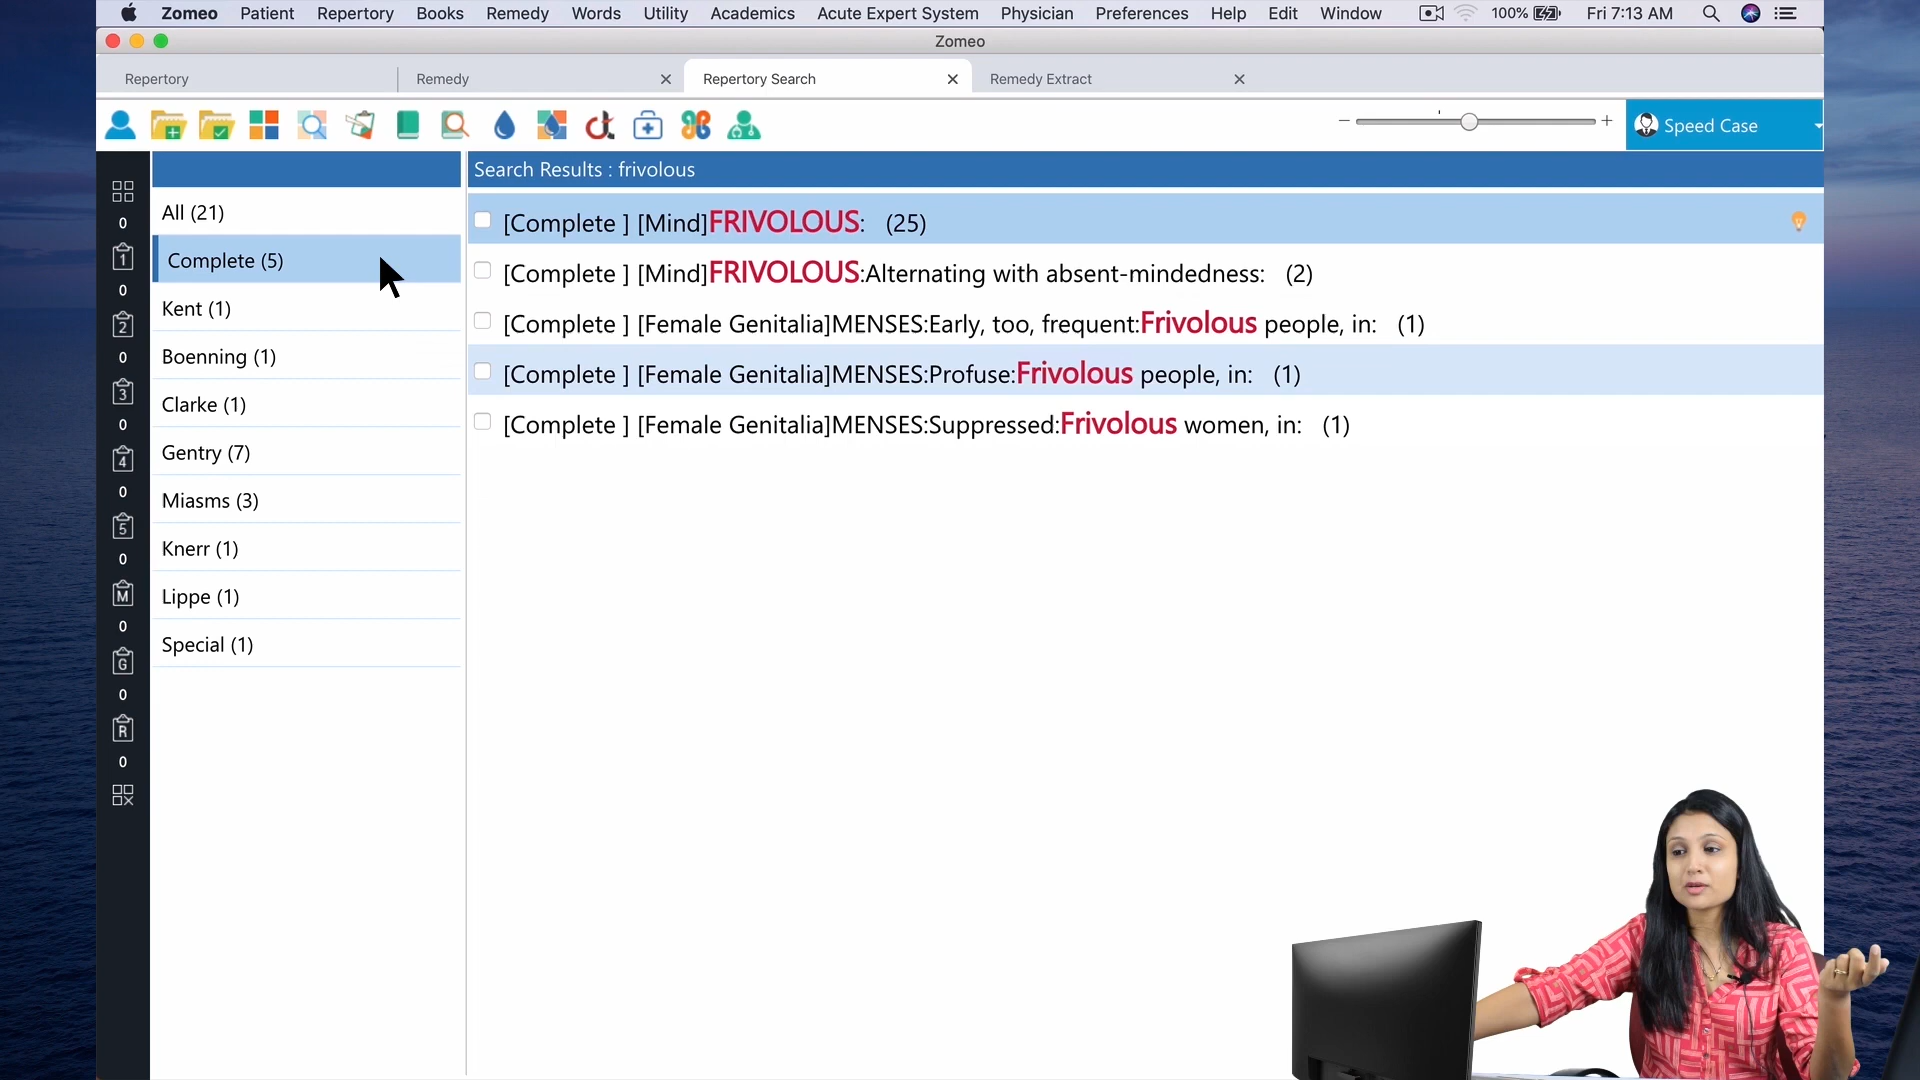 Zomeo Patient Repertory Books Remedy Words Utility Academics Acute Expert System Physician Preferences Help Edit Window 100% Fri 7:13 AM
Zomeo
Repertory Remedy Repertory Search Remedy Extract
Speed Case
Search Results : frivolous
All (21)
Complete (5)
Kent (1)
Boenning (1)
Clarke (1)
Gentry (7)
Miasms (3)
Knerr (1)
Lippe (1)
Special (1)
[Complete ] [Mind]FRIVOLOUS: (25)
[Complete ] [Mind]FRIVOLOUS:Alternating with absent-mindedness: (2)
[Complete ] [Female Genitalia]MENSES:Early, too, frequent:Frivolous people, in: (1)
[Complete ] [Female Genitalia]MENSES:Profuse:Frivolous people, in: (1)
[Complete ] [Female Genitalia]MENSES:Suppressed:Frivolous women, in: (1)
0
1
0
2
0
3
0
4
0
5
0
M
0
G
0
R
0